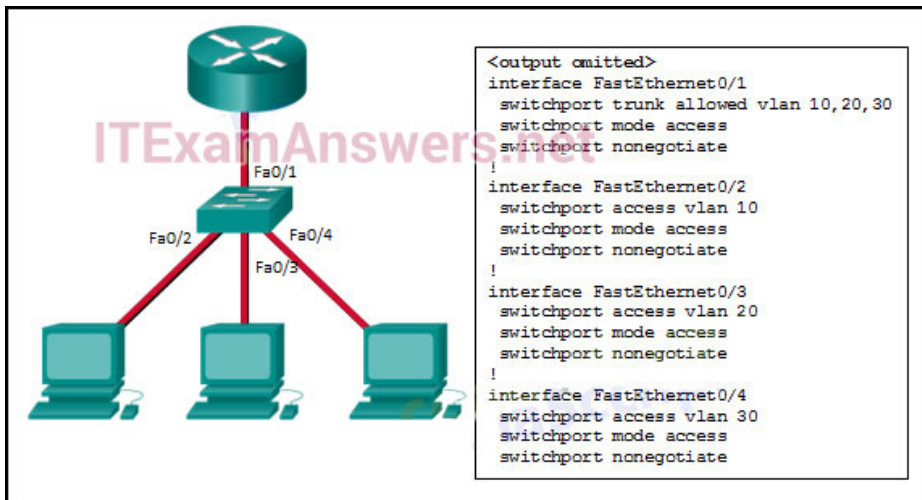 ITExamAnswers.net
Fa0/1
Fa0/2
Fa0/4
Fa0/3
<output omitted>
interface FastEthernet0/1
switchport trunk allowed vlan 10,20,30
switchport mode access
switchport nonegotiate
!
interface FastEthernet0/2
switchport access vlan 10
switchport mode access
switchport nonegotiate
!
interface FastEthernet0/3
switchport access vlan 20
switchport mode access
switchport nonegotiate
!
interface FastEthernet0/4
switchport access vlan 30
switchport mode access
switchport nonegotiate